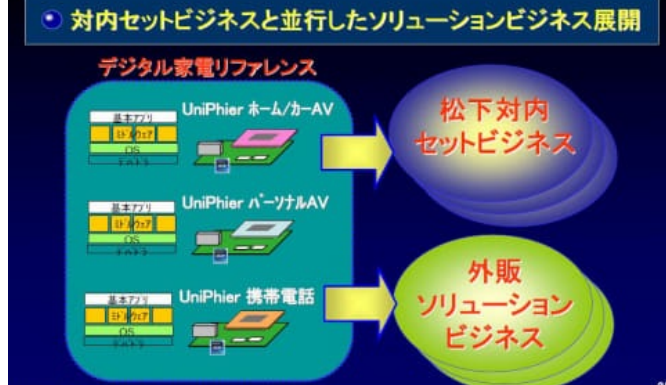 対内セットビジネスと並行したソリューションビジネス展開
デジタル家電リファレンス
UniPhier ホーム/カーAV
基本アプリ
ミドルウェア
OS
UniPhier パーソナルAV
基本アプリ
ミドルウェア
OS
UniPhier 携帯電話
基本アプリ
ミドルウェア
OS
松下対内
セットビジネス
外販
ソリューション
ビジネス